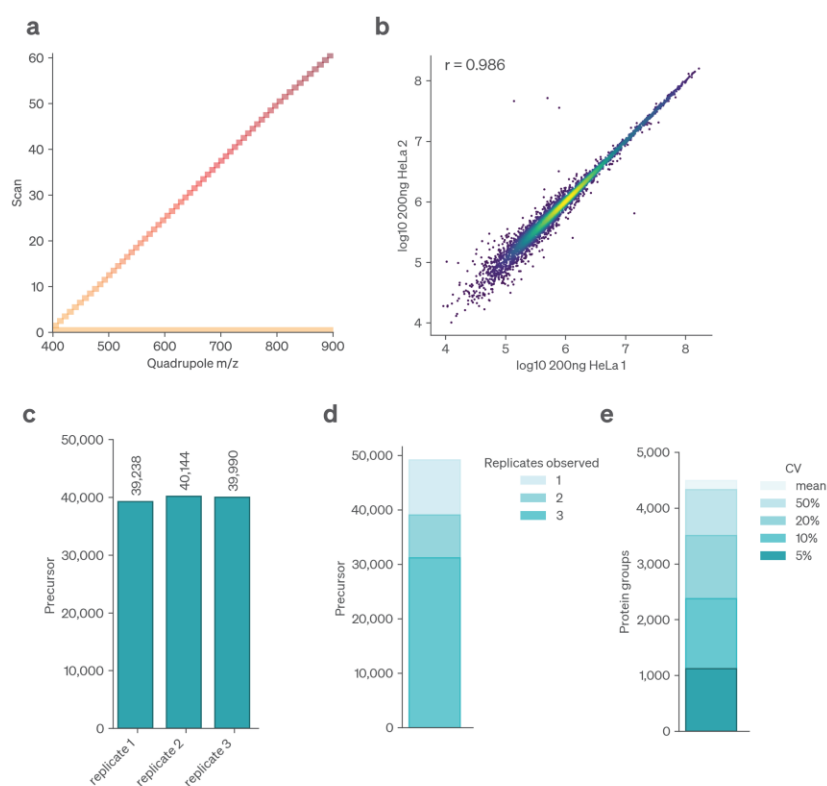 a
60
50
40
30
20
10
0
Scan
400 500 600 700 800 900
Quadrupole m/z
b
r = 0.986
8
7
6
5
4
log10 200ng HeLa 2
4 5 6 7 8
log10 200ng HeLa 1
c
50,000
40,000
30,000
20,000
10,000
0
Precursor
39,238
40,144
39,990
replicate 1
replicate 2
replicate 3
d
50,000
40,000
30,000
20,000
10,000
0
Precursor
Replicates observed
1
2
3
e
5,000
4,000
3,000
2,000
1,000
0
Protein groups
CV
mean
50%
20%
10%
5%